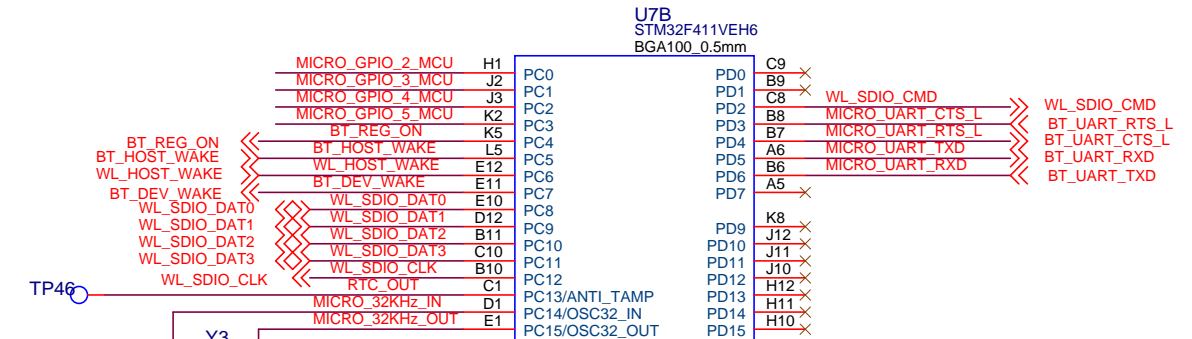 U7B
STM32F411VEH6
BGA100_0.5mm
MICRO_GPIO_2_MCU H1 PC0 PD0 C9
MICRO_GPIO_3_MCU J2 PC1 PD1 B9
MICRO_GPIO_4_MCU J3 PC2 PD2 C8 WL_SDIO_CMD WL_SDIO_CMD
MICRO_GPIO_5_MCU K2 PC3 PD3 B8 MICRO_UART_CTS_L BT_UART_RTS_L
BT_REG_ON BT_REG_ON K5 PC4 PD4 B7 MICRO_UART_RTS_L BT_UART_CTS_L
BT_HOST_WAKE BT_HOST_WAKE L5 PC5 PD5 A6 MICRO_UART_TXD BT_UART_RXD
WL_HOST_WAKE WL_HOST_WAKE E12 PC6 PD6 B6 MICRO_UART_RXD BT_UART_TXD
BT_DEV_WAKE BT_DEV_WAKE E11 PC7 PD7 A5
WL_SDIO_DAT0 WL_SDIO_DAT0 E10 PC8
WL_SDIO_DAT1 WL_SDIO_DAT1 D12 PC9 PD9 K8
WL_SDIO_DAT2 WL_SDIO_DAT2 B11 PC10 PD10 J12
WL_SDIO_DAT3 WL_SDIO_DAT3 C10 PC11 PD11 J11
WL_SDIO_CLK WL_SDIO_CLK B10 PC12 PD12 J10
TP46 RTC_OUT C1 PC13/ANTI_TAMP PD13 H12
MICRO_32KHz_IN D1 PC14/OSC32_IN PD14 H11
Y3 MICRO_32KHz_OUT E1 PC15/OSC32_OUT PD15 H10